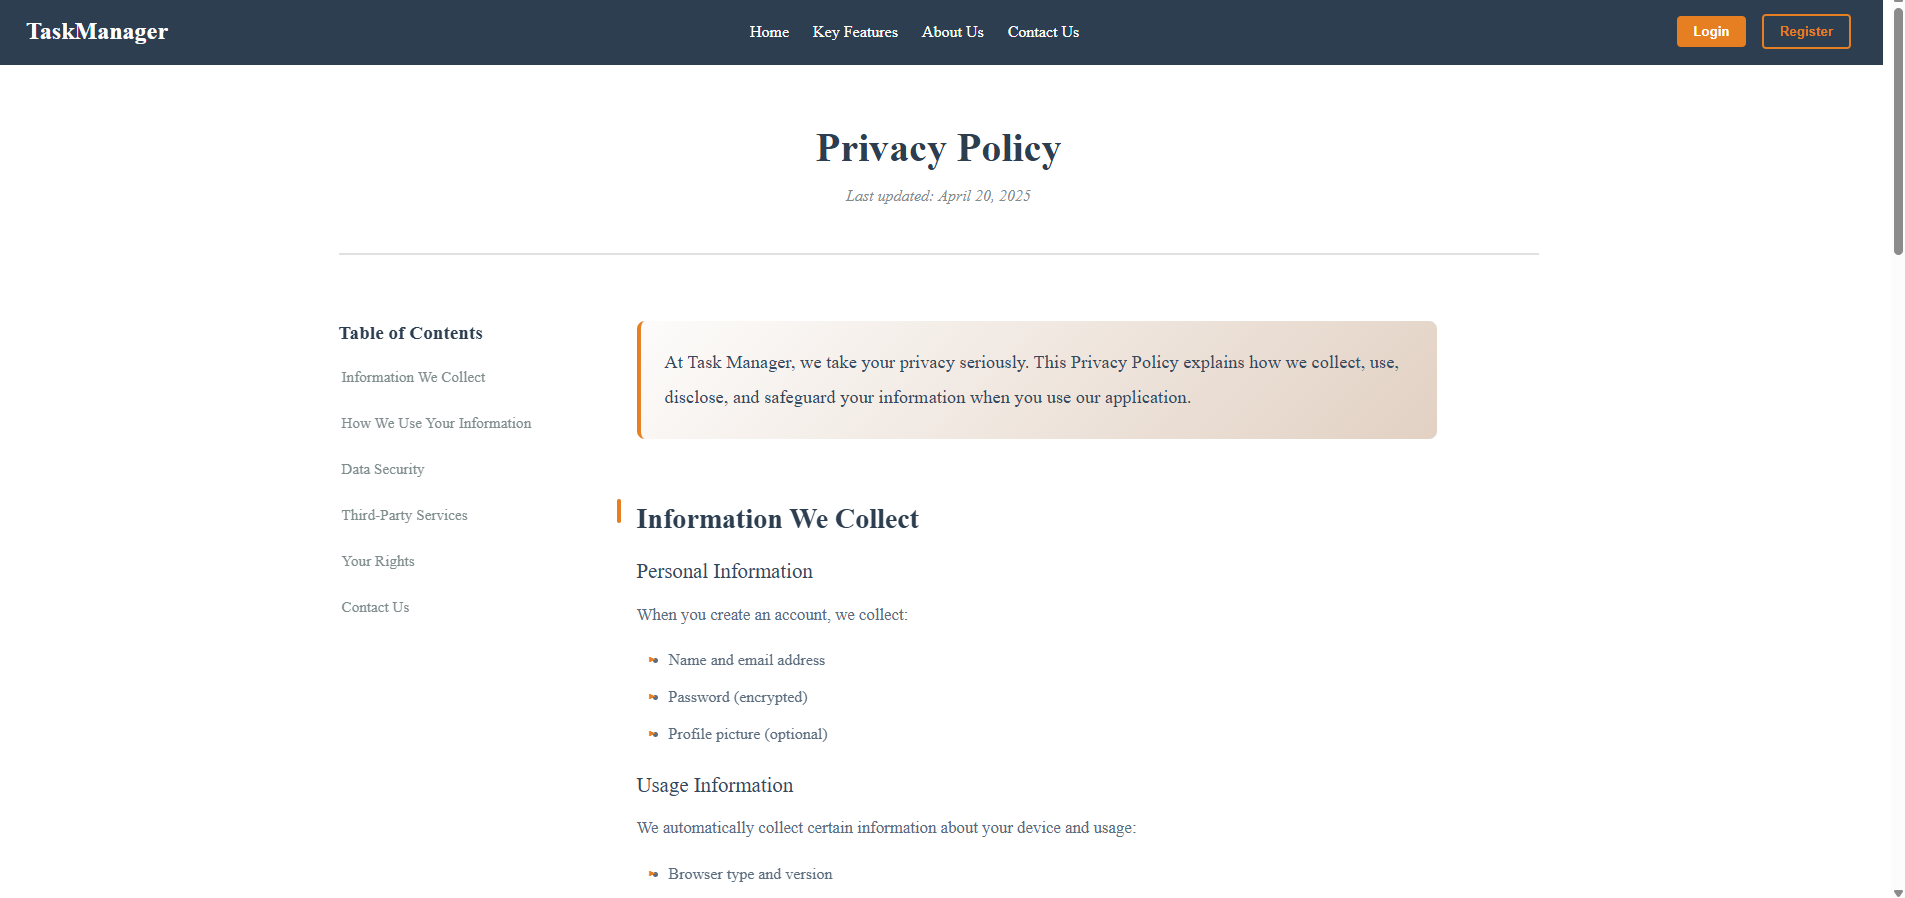 TaskManager
Home
Key Features
About Us
Contact Us
Login
Register
Privacy Policy
Last updated: April 20, 2025
Table of Contents
Information We Collect
How We Use Your Information
Data Security
Third-Party Services
Your Rights
Contact Us
At Task Manager, we take your privacy seriously. This Privacy Policy explains how we collect, use,
disclose, and safeguard your information when you use our application.
Information We Collect
Personal Information
When you create an account, we collect:
Name and email address
Password (encrypted)
Profile picture (optional)
Usage Information
We automatically collect certain information about your device and usage:
Browser type and version